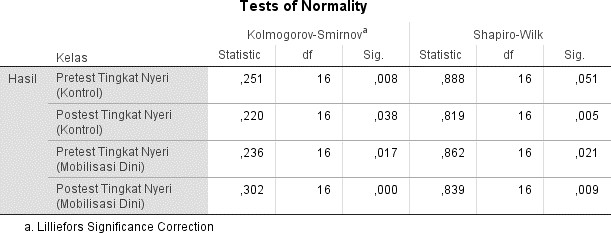 Tests of Normality
Kolmogorov-Smirnovᵃ Shapiro-Wilk
Kelas Statistic df Sig. Statistic df Sig.
Hasil Pretest Tingkat Nyeri (Kontrol) ,251 16 ,008 ,888 16 ,051
Postest Tingkat Nyeri (Kontrol) ,220 16 ,038 ,819 16 ,005
Pretest Tingkat Nyeri (Mobilisasi Dini) ,236 16 ,017 ,862 16 ,021
Postest Tingkat Nyeri (Mobilisasi Dini) ,302 16 ,000 ,839 16 ,009
a. Lilliefors Significance Correction